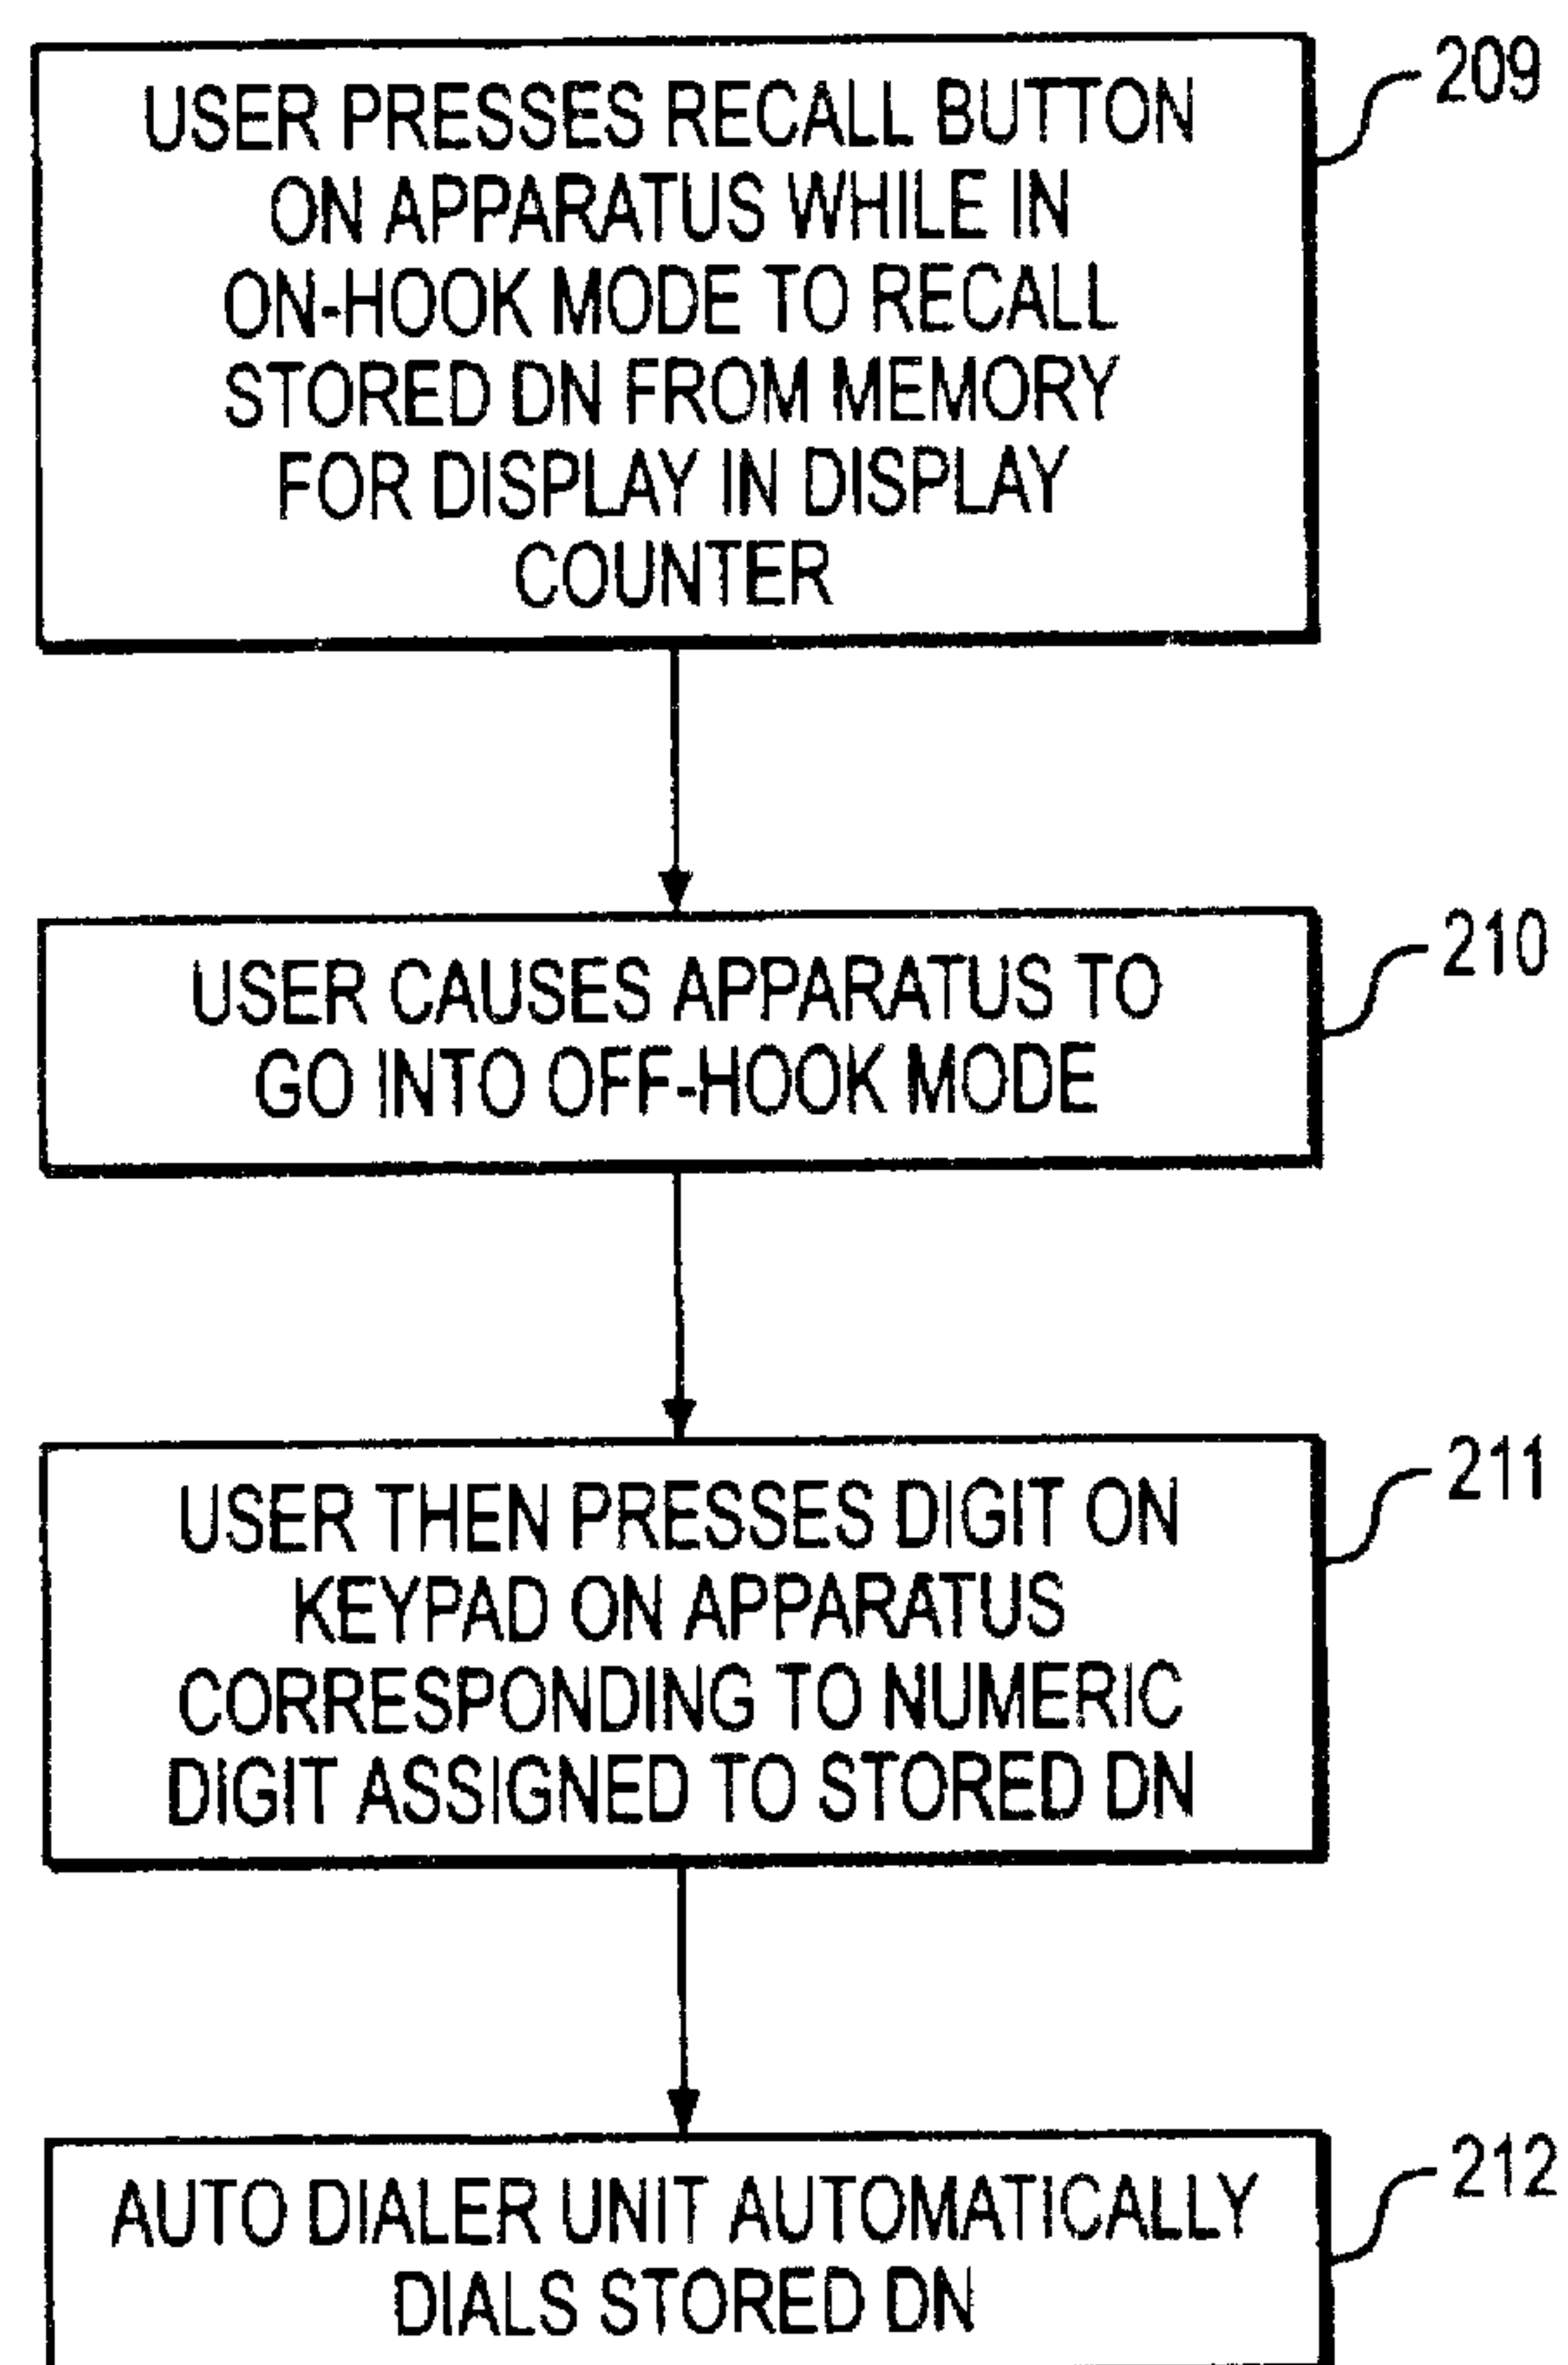 USER PRESSES RECALL BUTTON
ON APPARATUS WHILE IN
ON-HOOK MODE TO RECALL
STORED DN FROM MEMORY
FOR DISPLAY IN DISPLAY
COUNTER
209
USER CAUSES APPARATUS TO
GO INTO OFF-HOOK MODE
210
USER THEN PRESSES DIGIT ON
KEYPAD ON APPARATUS
CORRESPONDING TO NUMERIC
DIGIT ASSIGNED TO STORED DN
211
AUTO DIALER UNIT AUTOMATICALLY
DIALS STORED DN
212